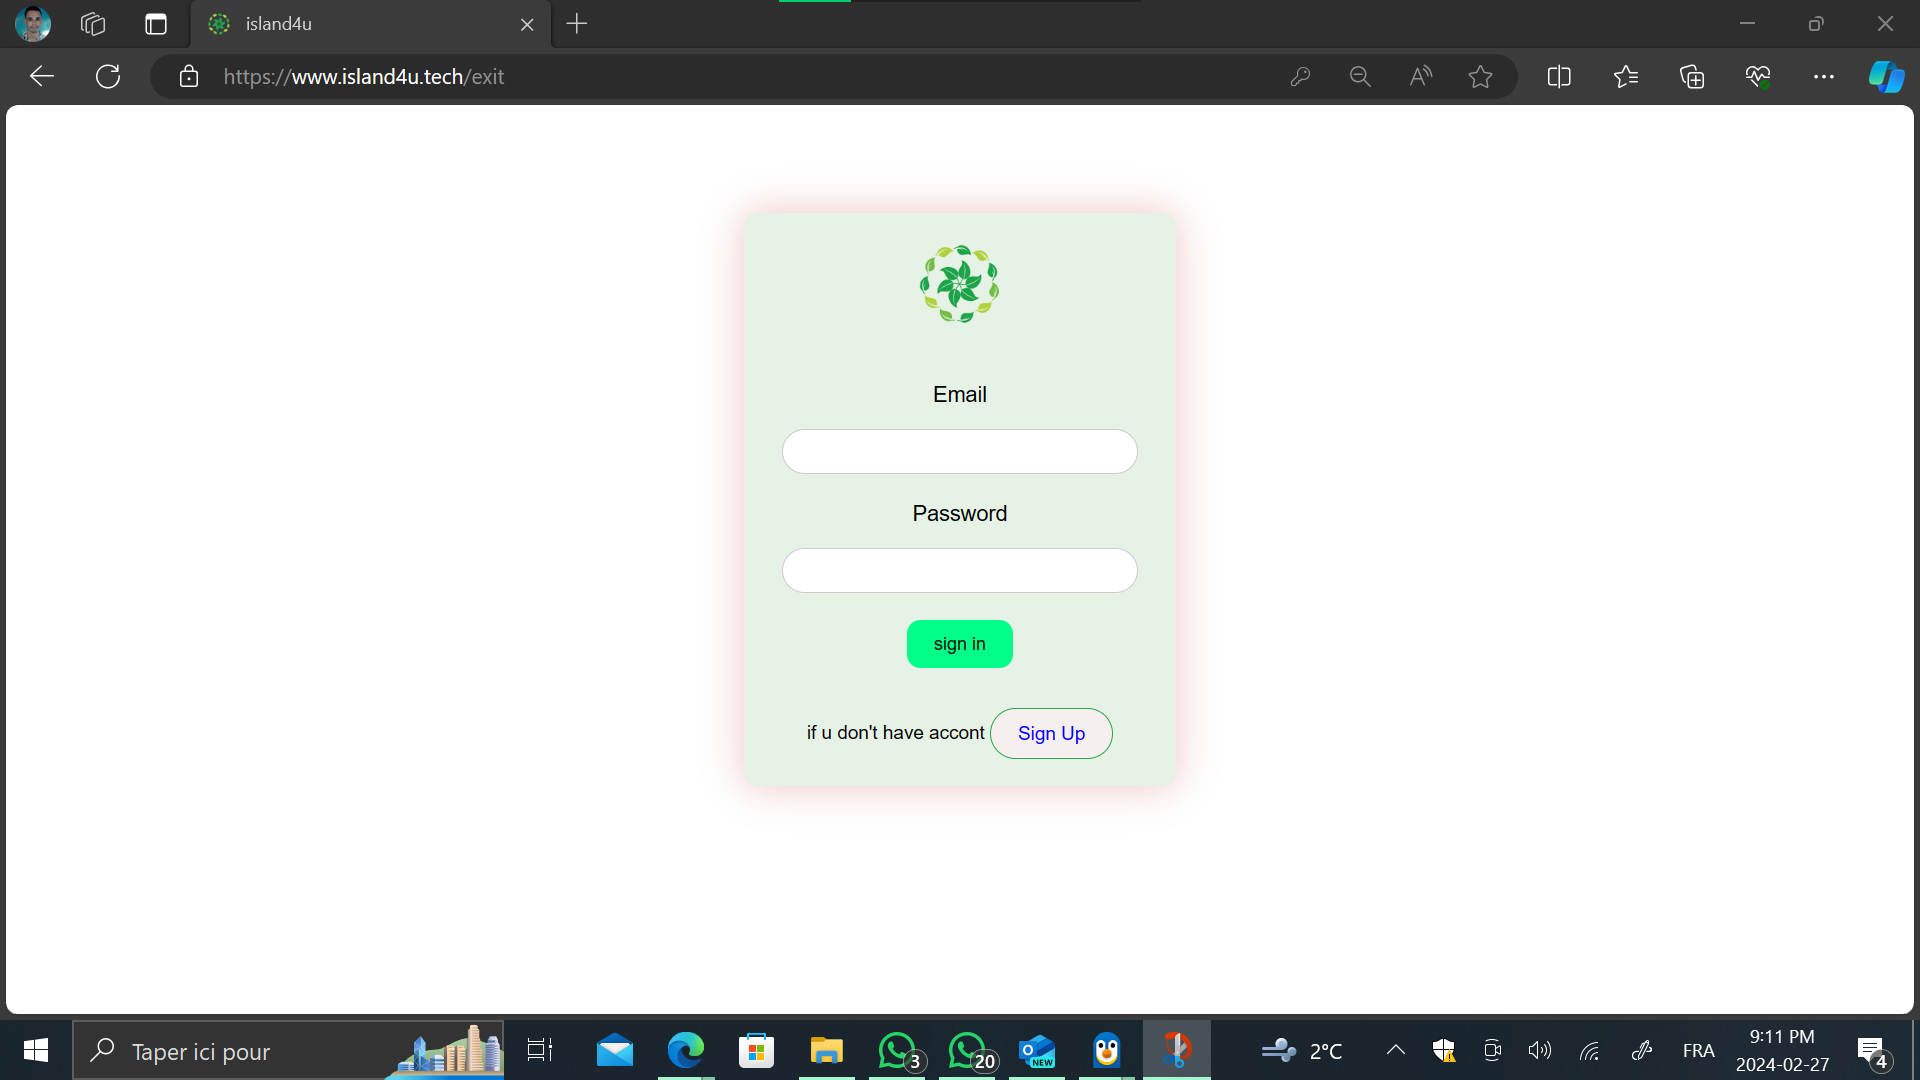 island4u
https://www.island4u.tech/exit
Email
Password
sign in
if u don't have accont Sign Up
Taper ici pour
3
20
NEW
2°C
FRA
9:11 PM
2024-02-27
4